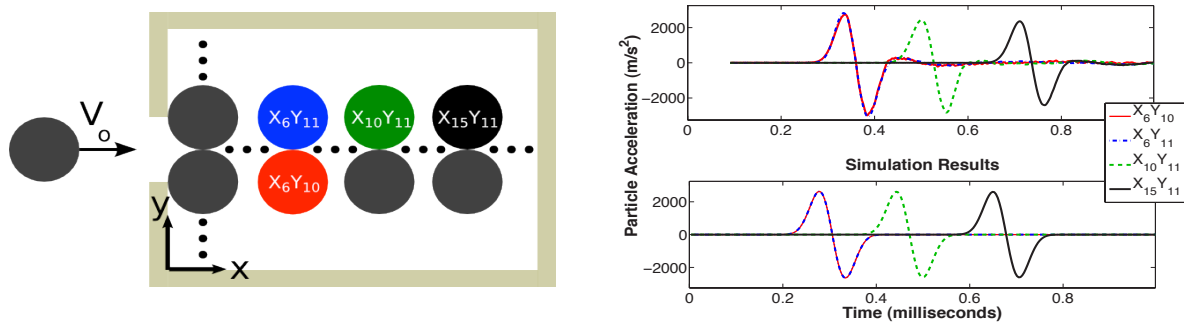 V
o
X6Y11
X10Y11
X15Y11
X6Y10
y
x
Particle Acceleration (m/s²)
2000
0
−2000
0
0.2
0.4
0.6
0.8
Simulation Results
2000
0
−2000
0
0.2
0.4
0.6
0.8
Time (milliseconds)
X6Y10
X6Y11
X10Y11
X15Y11